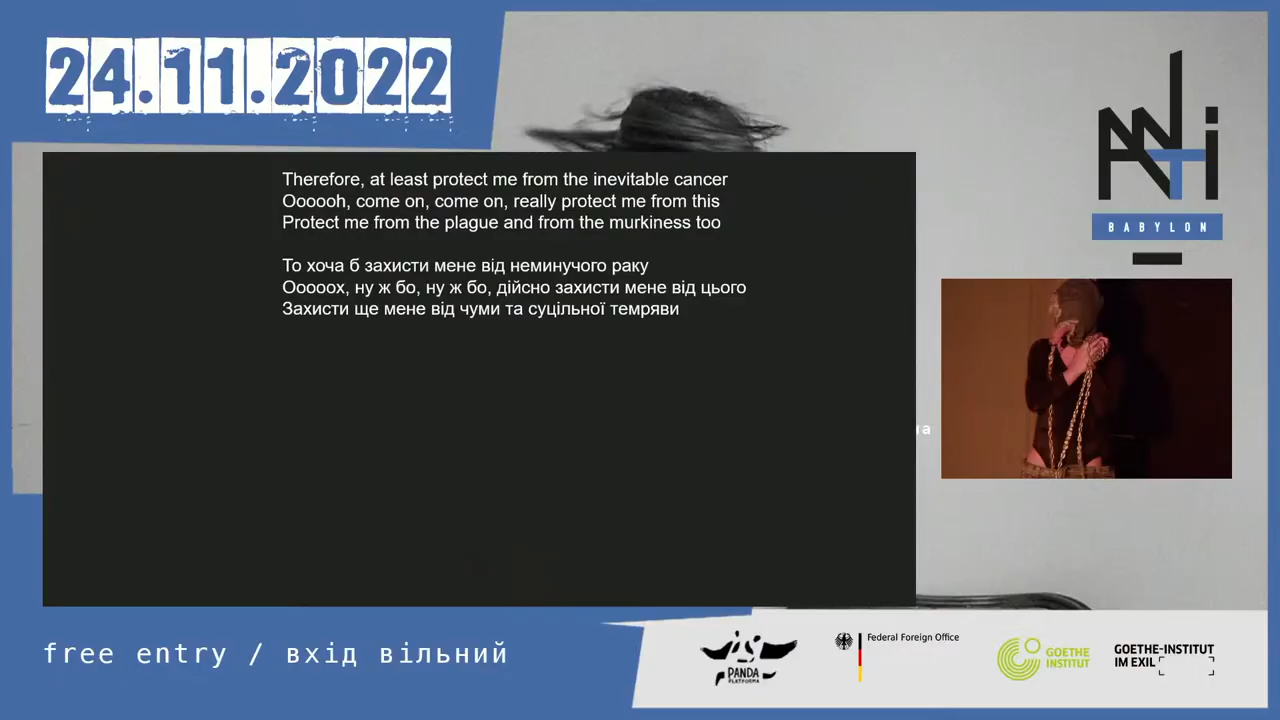 24.11.2022
Therefore, at least protect me from the inevitable cancer
Oooooh, come on, come on, really protect me from this
Protect me from the plague and from the murkiness too
То хоча б захисти мене від неминучого раку
Ооооох, ну ж бо, ну ж бо, дійсно захисти мене від цього
Захисти ще мене від чуми та суцільної темряви
ANTi
BABYLON
free entry / вхід вільний
PANDA
PLATFORMA
Federal Foreign Office
GOETHE
INSTITUT
GOETHE-INSTITUT
IM EXIL